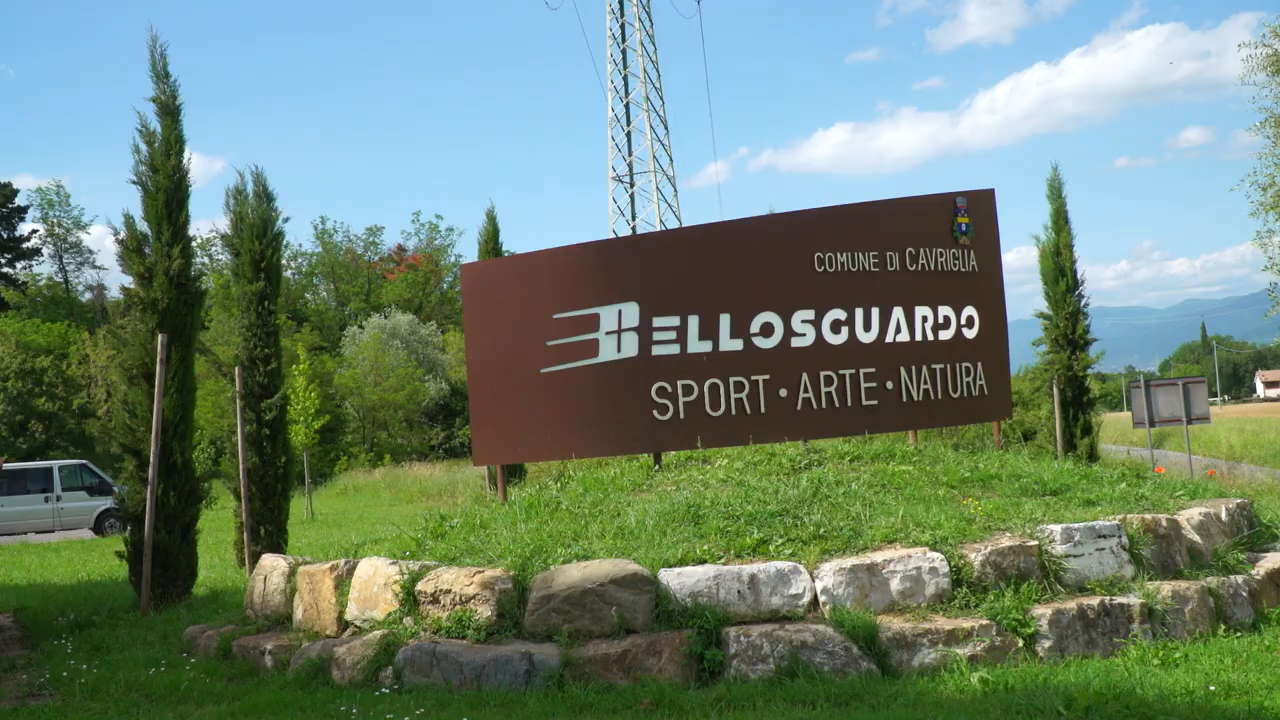 COMUNE DI CAVRIGLIA
BELLOSGUARDO
SPORT • ARTE • NATURA